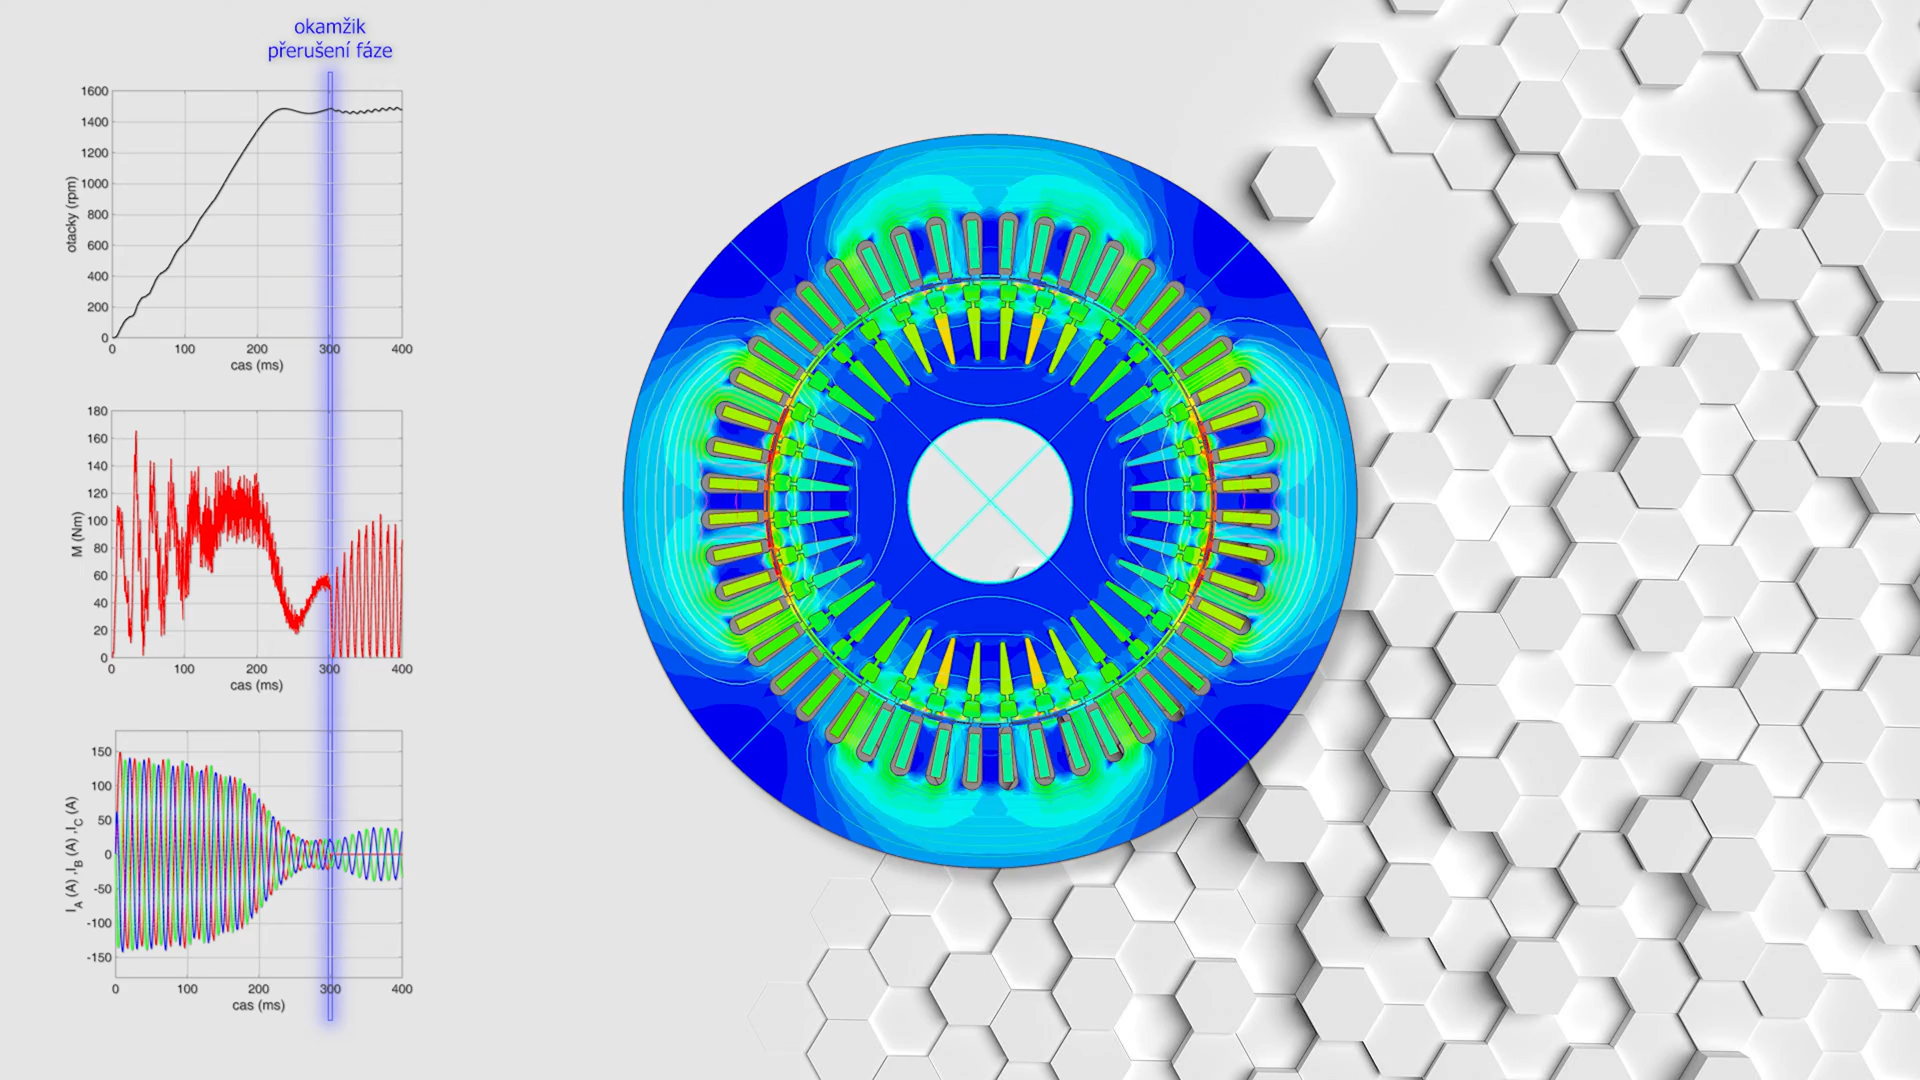 okamžik
přerušení fáze
1600
1400
1200
1000
800
600
400
200
0
otacky (rpm)
0 100 200 300 400
cas (ms)
180
160
140
120
100
80
60
40
20
0
M (Nm)
0 100 200 300 400
cas (ms)
150
100
50
0
-50
-100
-150
I_A (A) ,I_B (A) ,I_C (A)
0 100 200 300 400
cas (ms)